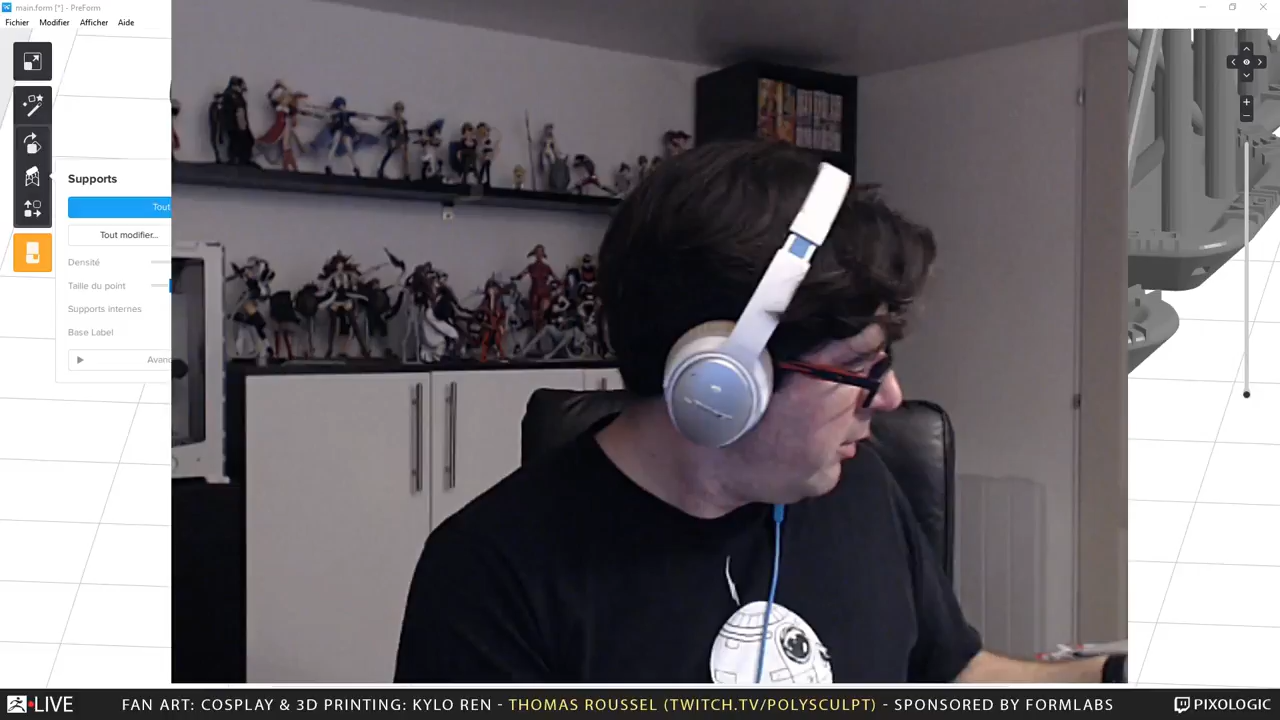 main.form [*] - PreForm
Fichier Modifier Afficher Aide
Supports
Tout
Tout modifier...
Densité
Taille du point
Supports internes
Base Label
LIVE
FAN ART: COSPLAY & 3D PRINTING: KYLO REN - THOMAS ROUSSEL (TWITCH.TV/POLYSCULPT) - SPONSORED BY FORMLABS
PIXOLOGIC